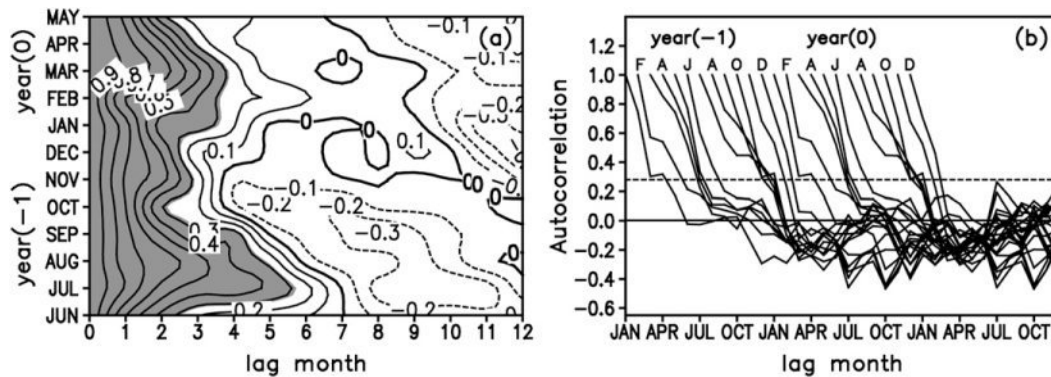 (a)
year(0)
year(-1)
MAY
APR
MAR
FEB
JAN
DEC
NOV
OCT
SEP
AUG
JUL
JUN
0.9
0.1
0.3
0.4
0.2
0
0
0
0
0
0
0.1
-0.1
-0.1
-0.2
-0.3
-0.1
-0.2
-0.2
-0.3
0 1 2 3 4 5 6 7 8 9 10 11 12
lag month
(b)
year(-1) year(0)
F A J A O D F A J A O D
Autocorrelation
1.2
1.0
0.8
0.6
0.4
0.2
0.0
-0.2
-0.4
-0.6
JAN APR JUL OCT JAN APR JUL OCT JAN APR JUL OCT
lag month